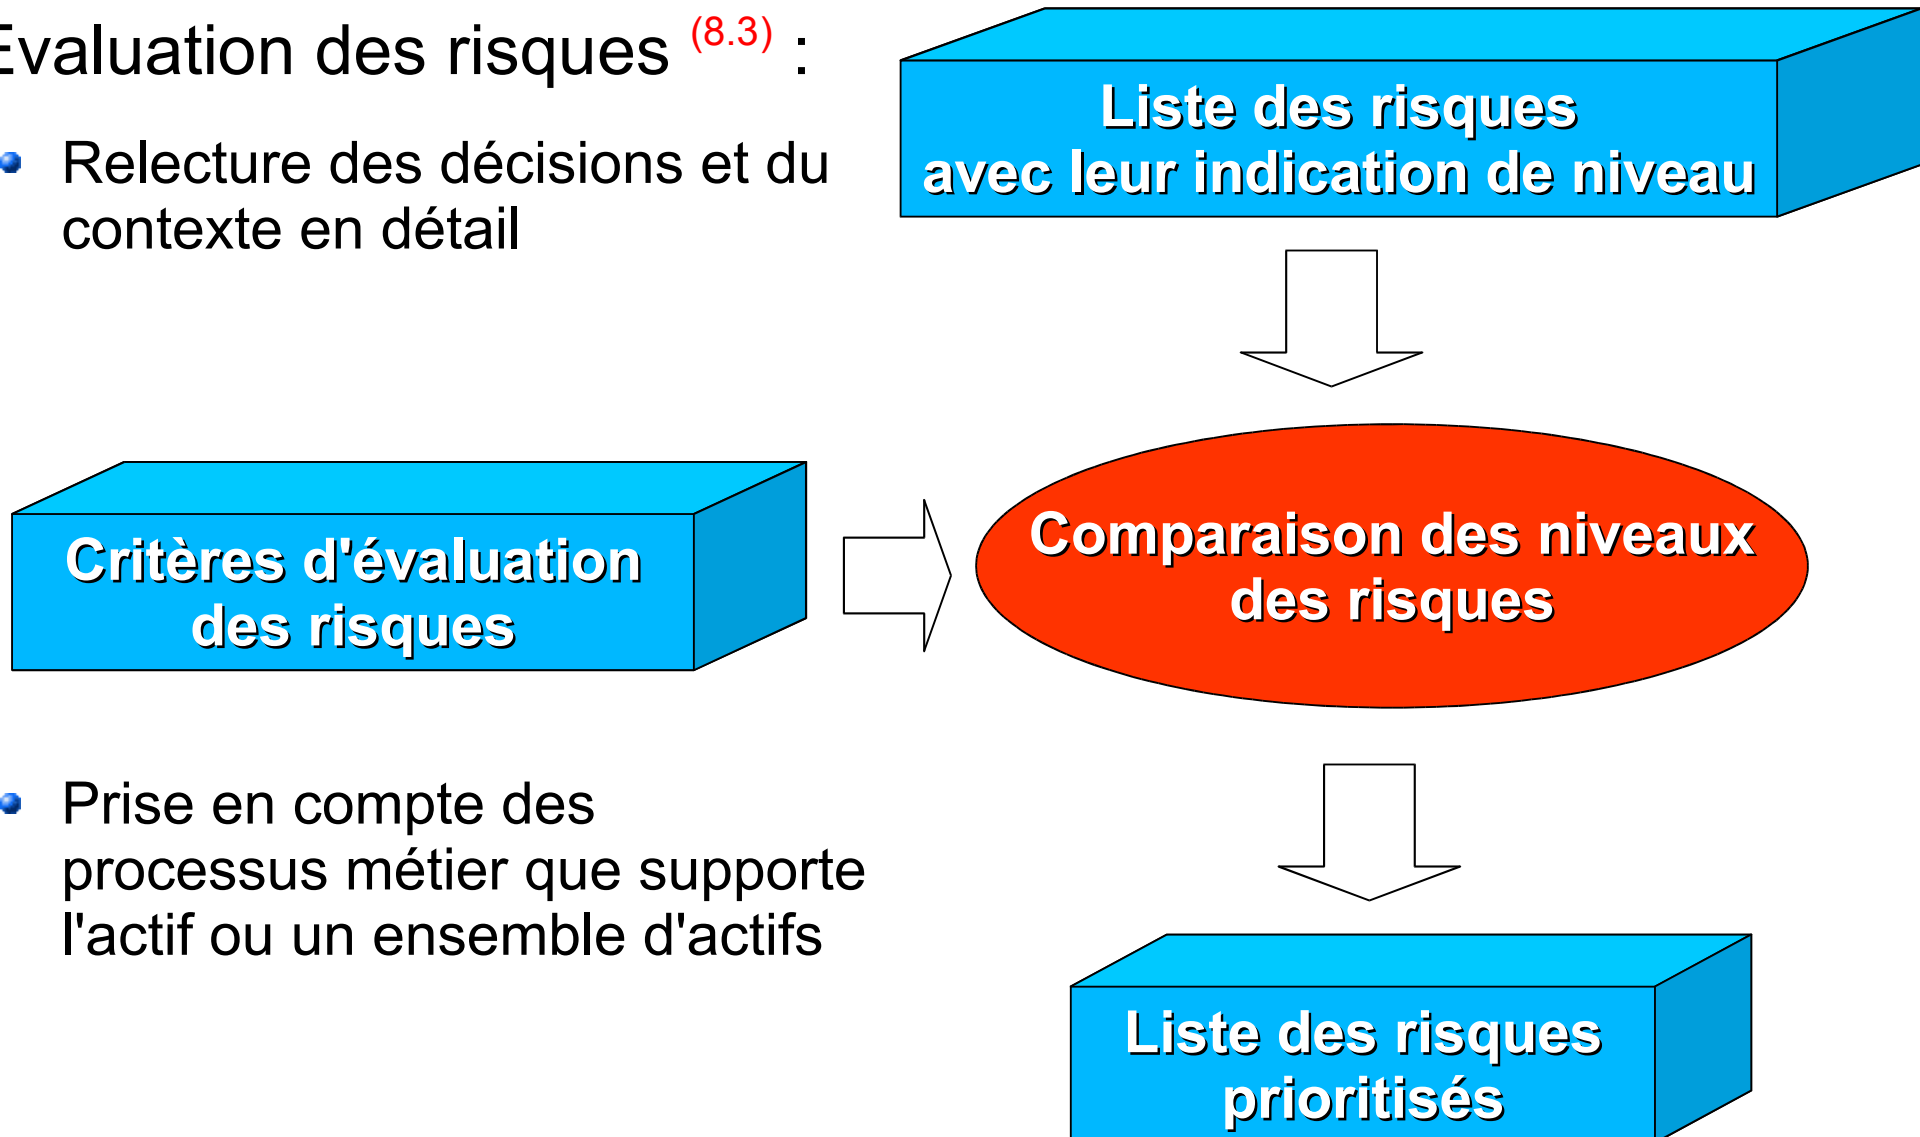 Evaluation des risques (8.3) :
Relecture des décisions et du
contexte en détail
Liste des risques
avec leur indication de niveau
Critères d'évaluation
des risques
Comparaison des niveaux
des risques
Prise en compte des
processus métier que supporte
l'actif ou un ensemble d'actifs
Liste des risques
prioritisés